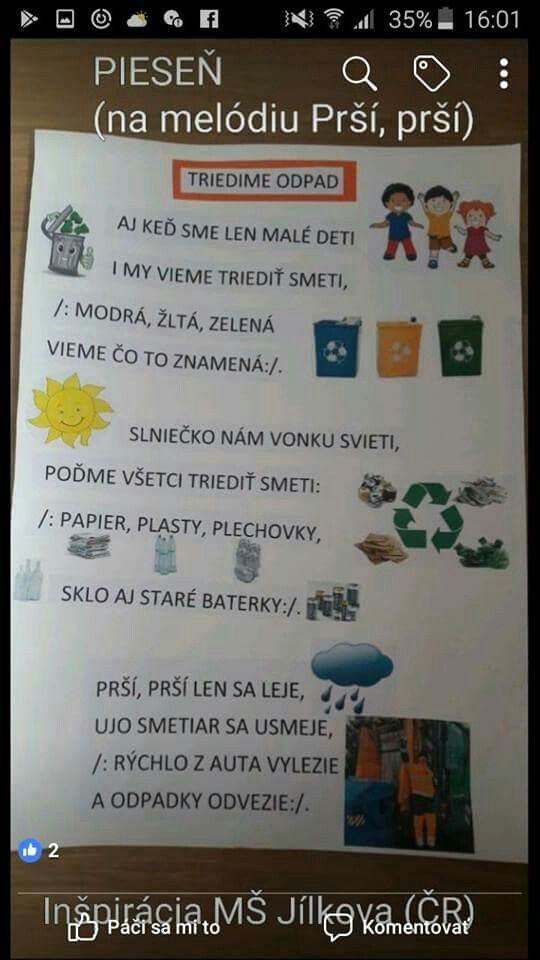 35% 16:01
PIESEŇ
(na melódiu Prší, prší)
TRIEDIME ODPAD
AJ KEĎ SME LEN MALÉ DETI
I MY VIEME TRIEDIŤ SMETI,
/: MODRÁ, ŽLTÁ, ZELENÁ
VIEME ČO TO ZNAMENÁ:/.
SLNIEČKO NÁM VONKU SVIETI,
POĎME VŠETCI TRIEDIŤ SMETI:
/: PAPIER, PLASTY, PLECHOVKY,
SKLO AJ STARÉ BATERKY:/.
PRŠÍ, PRŠÍ LEN SA LEJE,
UJO SMETIAR SA USMEJE,
/: RÝCHLO Z AUTA VYLEZIE
A ODPADKY ODVEZIE:/.
2
Inšpirácia MŠ Jílkova (ČR)
Páči sa mi to Komentovať